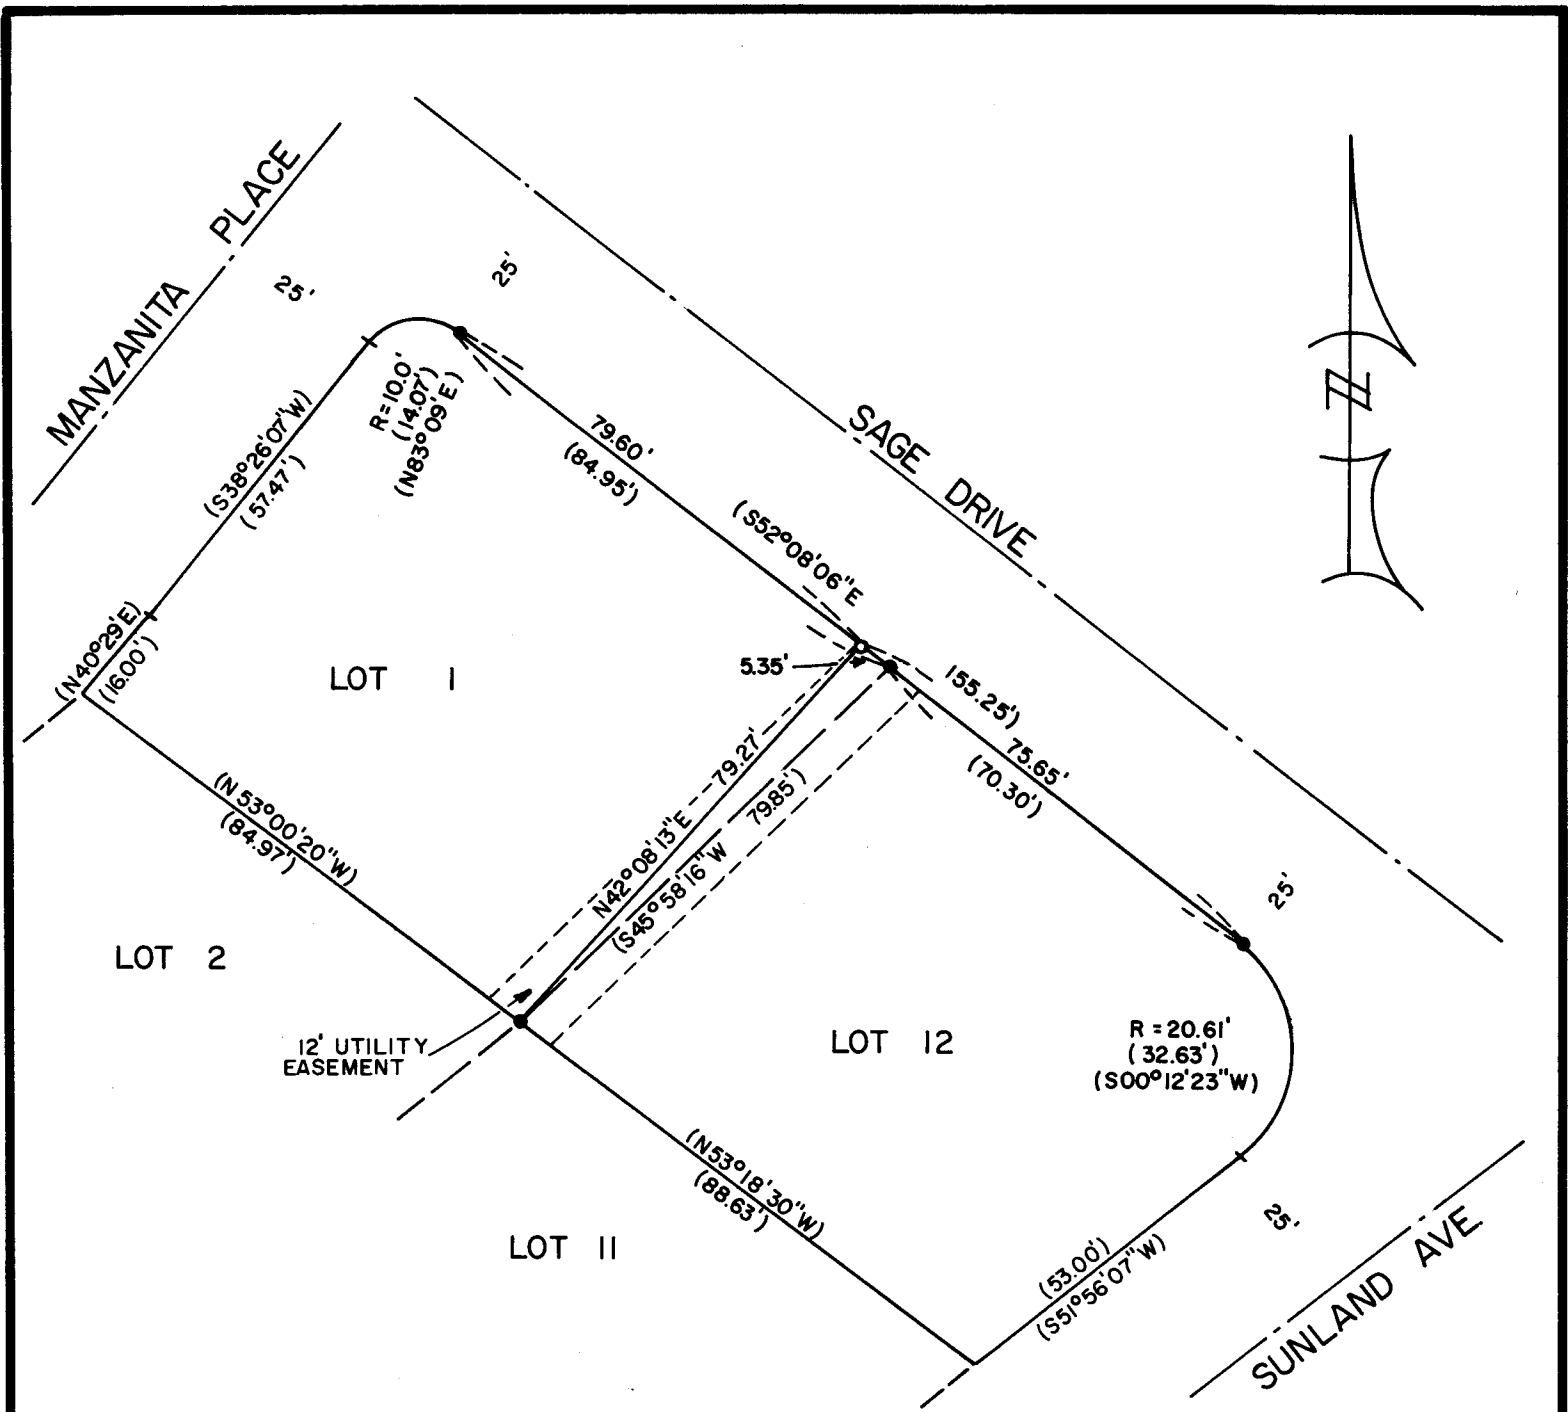 MANZANITA PLACE
25'
25'
R = 10.0'
(14.07')
(N83°09'E)
(S38°26'07"W)
(57.47')
79.60'
(84.95')
SAGE DRIVE
(S52°08'06"E
155.25')
N
(N40°29'E)
(16.00')
LOT 1
5.35'
75.65'
(70.30')
79.27'
N42°08'13"E
(S45°58'16"W 79.85')
(N53°00'20"W)
(84.97')
25'
LOT 2
12' UTILITY
EASEMENT
LOT 12
R = 20.61'
(32.63')
(S00°12'23"W)
(N53°18'30"W)
(88.63')
LOT 11
25'
(53.00')
(S51°56'07"W)
SUNLAND AVE.